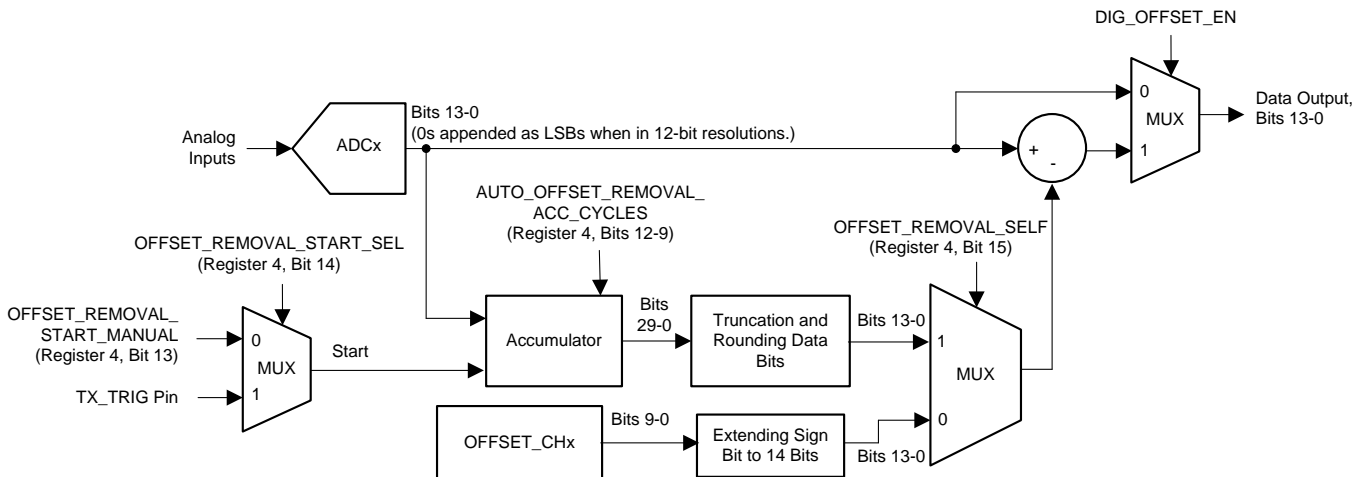 DIG_OFFSET_EN
0
MUX
1
Data Output,
Bits 13-0
Bits 13-0
(0s appended as LSBs when in 12-bit resolutions.)
Analog
Inputs
ADCx
+
-
AUTO_OFFSET_REMOVAL_
ACC_CYCLES
(Register 4, Bits 12-9)
OFFSET_REMOVAL_SELF
(Register 4, Bit 15)
OFFSET_REMOVAL_START_SEL
(Register 4, Bit 14)
OFFSET_REMOVAL_
START_MANUAL
(Register 4, Bit 13)
0
MUX
1
TX_TRIG Pin
Start
Accumulator
Bits
29-0
Truncation and
Rounding Data
Bits
Bits 13-0
1
MUX
0
OFFSET_CHx
Bits 9-0
Extending Sign
Bit to 14 Bits
Bits 13-0